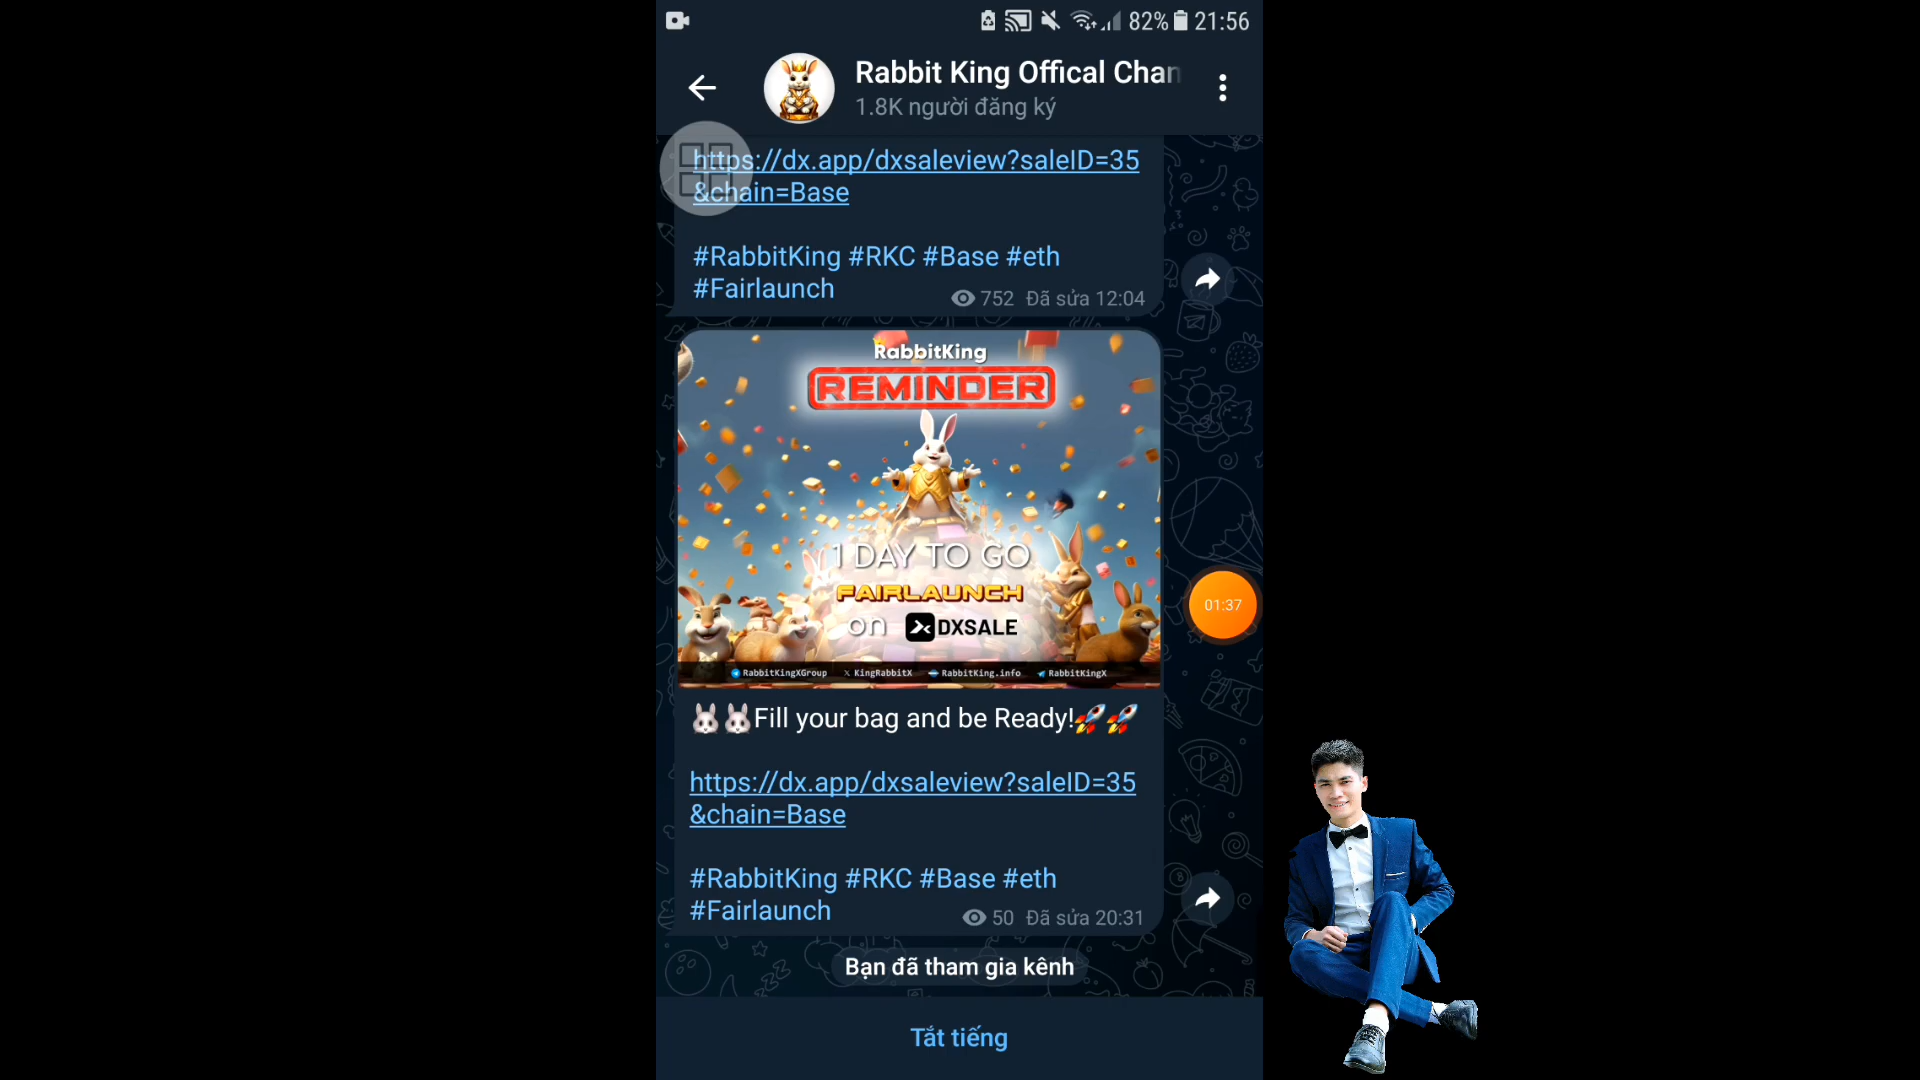 82% 21:56
Rabbit King Offical Chan
1.8K người đăng ký
https://dx.app/dxsaleview?saleID=35
&chain=Base
#RabbitKing #RKC #Base #eth
#Fairlaunch
752 Đã sửa 12:04
RabbitKing
REMINDER
1 DAY TO GO
FAIRLAUNCH
on DXSALE
RabbitKingXGroup KingRabbitX RabbitKing.info RabbitKingX
🐰🐰Fill your bag and be Ready!🚀🚀
https://dx.app/dxsaleview?saleID=35
&chain=Base
#RabbitKing #RKC #Base #eth
#Fairlaunch
50 Đã sửa 20:31
01:37
Bạn đã tham gia kênh
Tắt tiếng